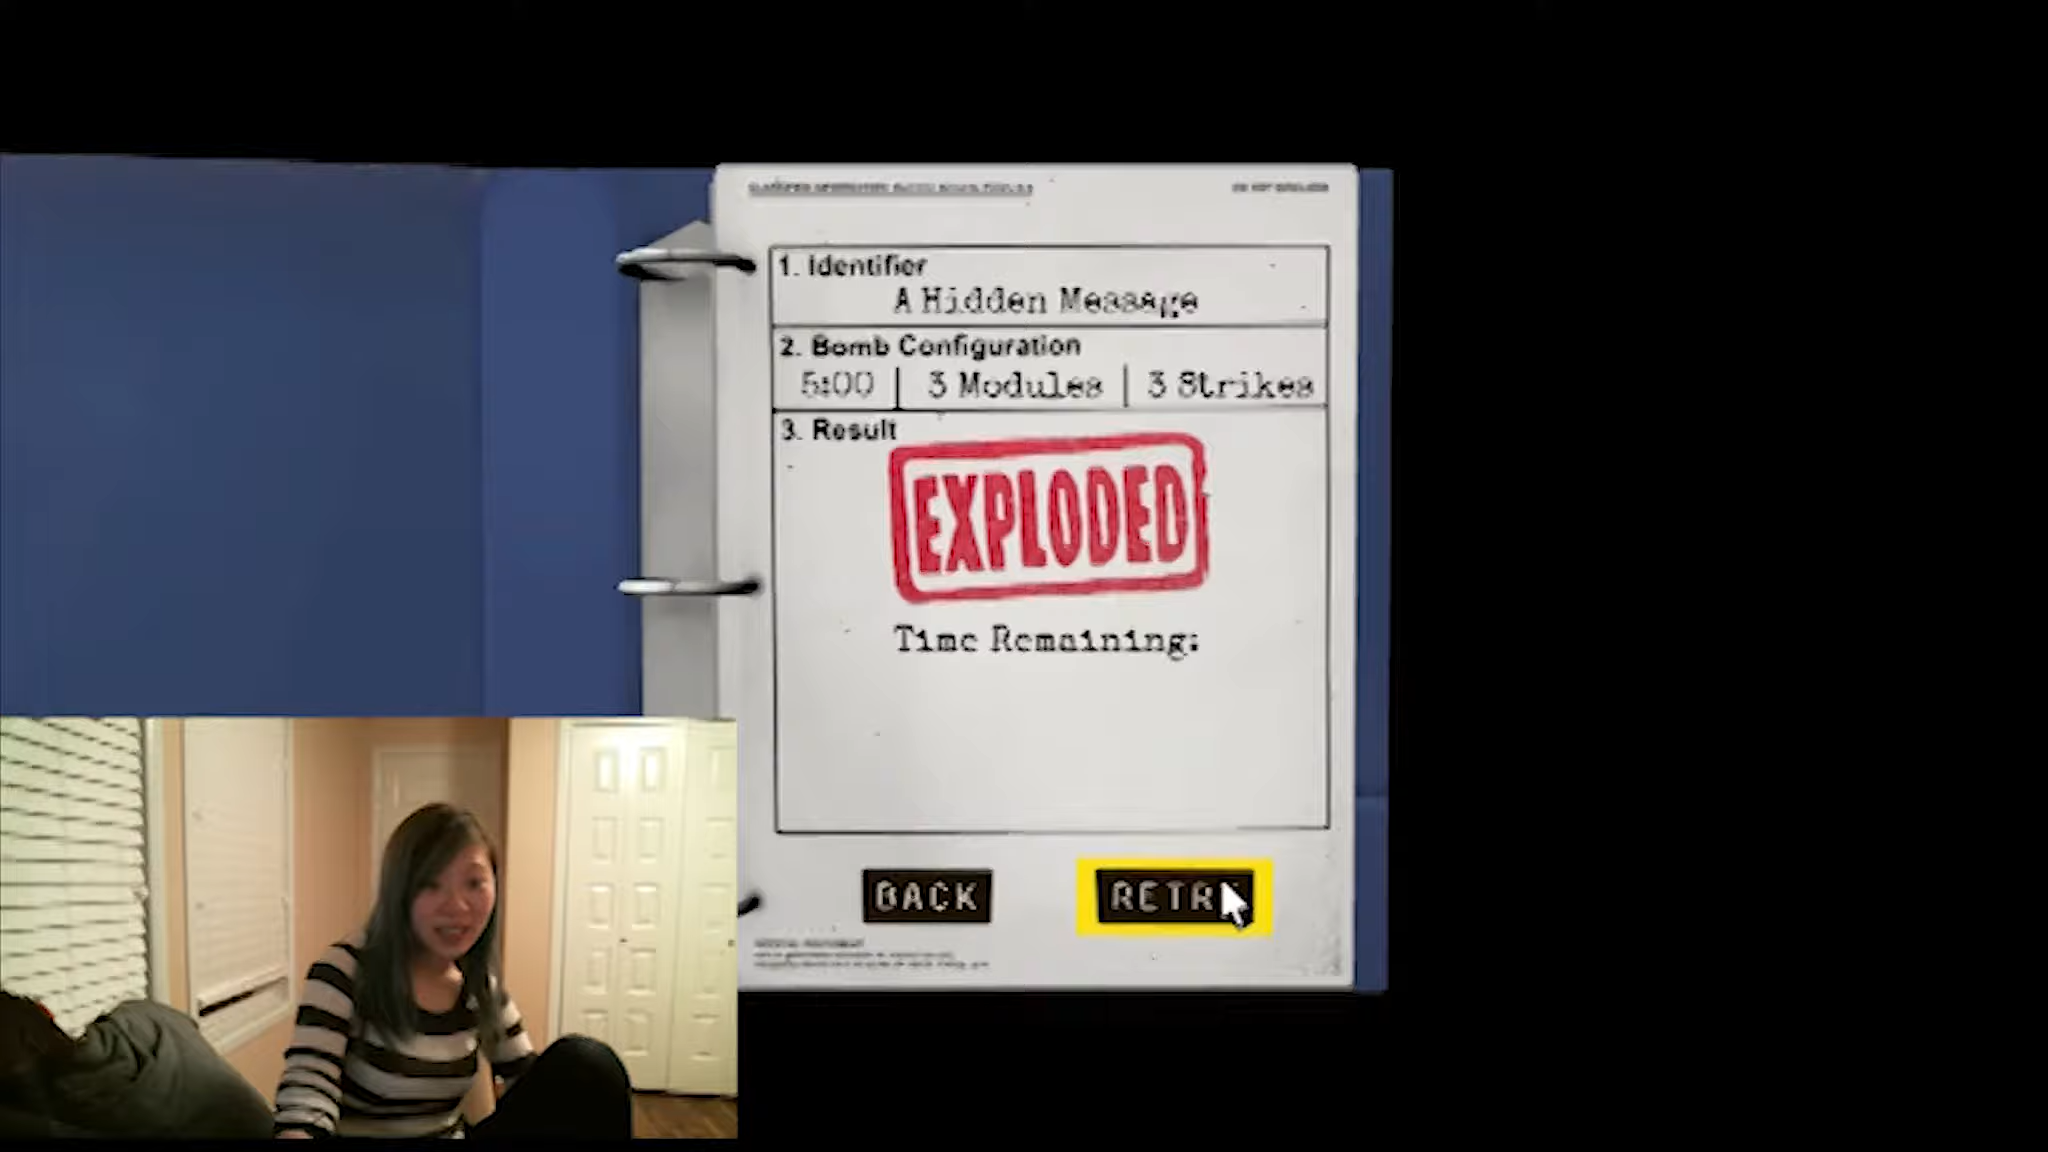 1. Identifier
A Hidden Message
2. Bomb Configuration
5:00 | 3 Modules | 3 Strikes
3. Result
EXPLODED
Time Remaining:
BACK
RETRY